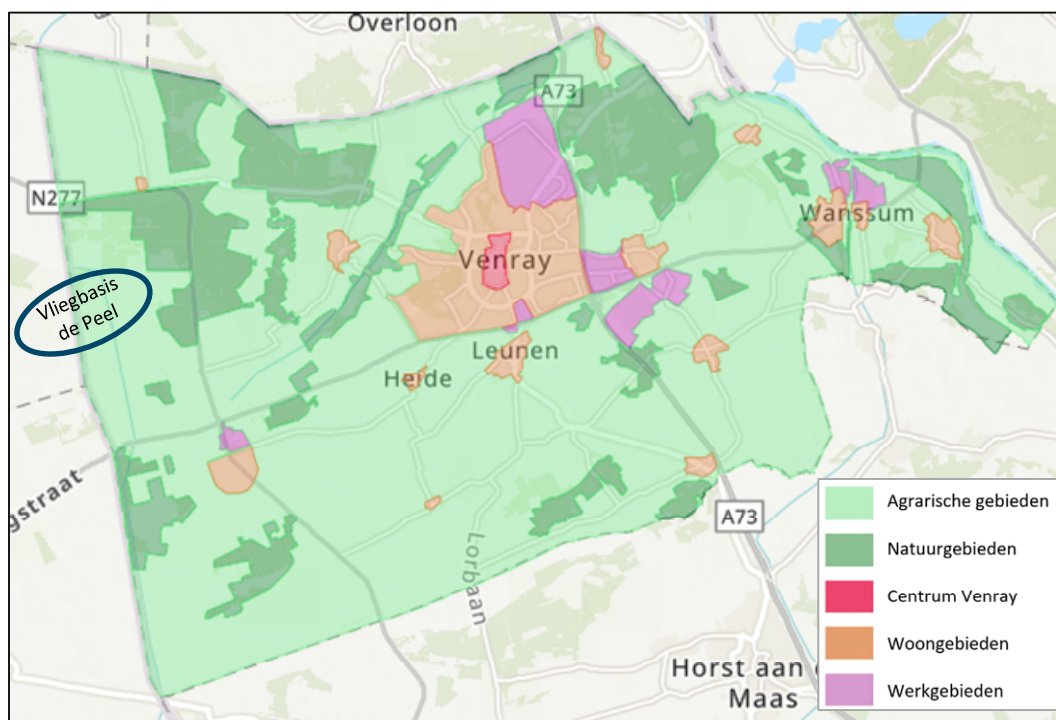 Overloon
A73
N277
Wanssum
Venray
Vliegbasis
de Peel
Leunen
Heide
gstraat
A73
Lorbaan
Horst aan
Maas
Agrarische gebieden
Natuurgebieden
Centrum Venray
Woongebieden
Werkgebieden